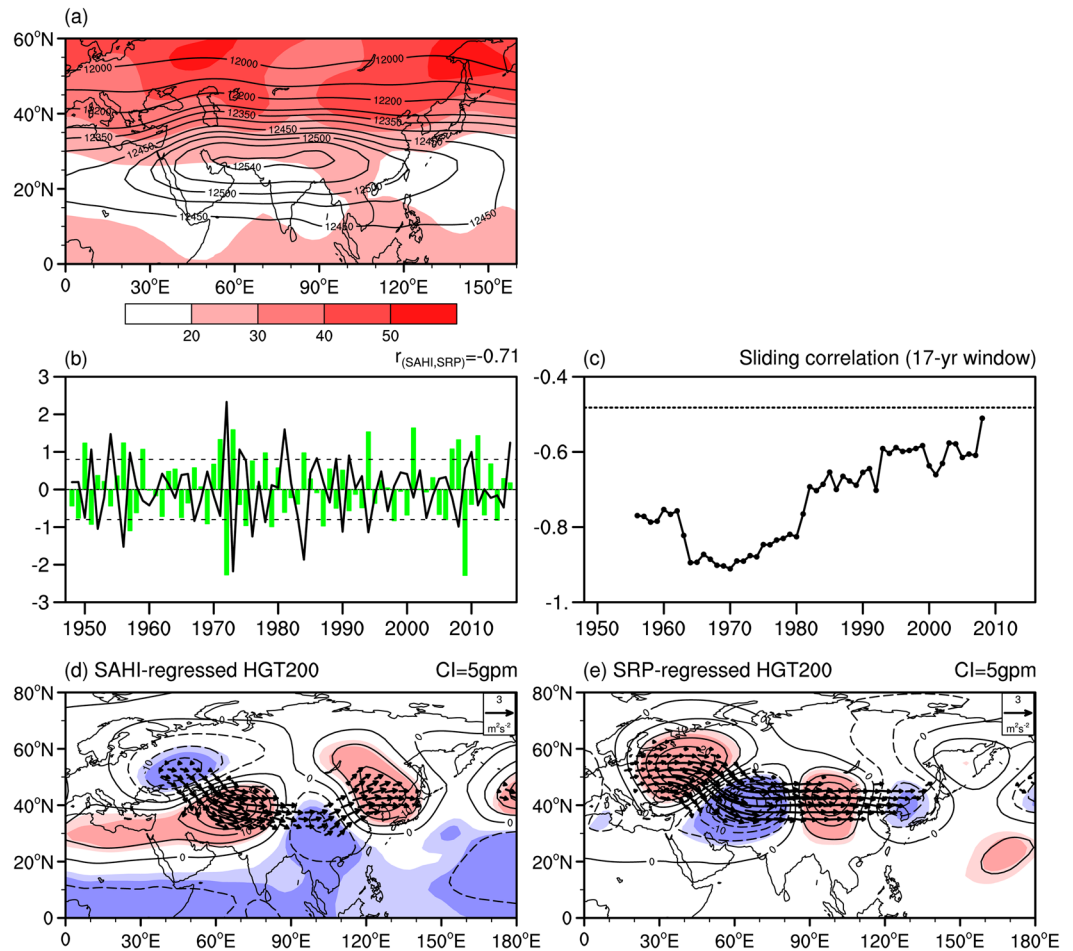 (a)
60°N
40°N
20°N
0
12000
12000
12200
12200
12350
12350
12350
12450
12450
12450
12500
12540
12500
12500
12450
12450
12450
0 30°E 60°E 90°E 120°E 150°E
20 30 40 50
(b) r(SAHI,SRP)=-0.71
3
2
1
0
-1
-2
-3
1950 1960 1970 1980 1990 2000 2010
(c) Sliding correlation (17-yr window)
-0.4
-0.6
-0.8
-1.
1950 1960 1970 1980 1990 2000 2010
(d) SAHI-regressed HGT200 CI=5gpm
80°N
60°N
40°N
20°N
0
3
m²s⁻²
0 30°E 60°E 90°E 120°E 150°E 180°E
(e) SRP-regressed HGT200 CI=5gpm
80°N
60°N
40°N
20°N
0
3
m²s⁻²
-10
0 30°E 60°E 90°E 120°E 150°E 180°E